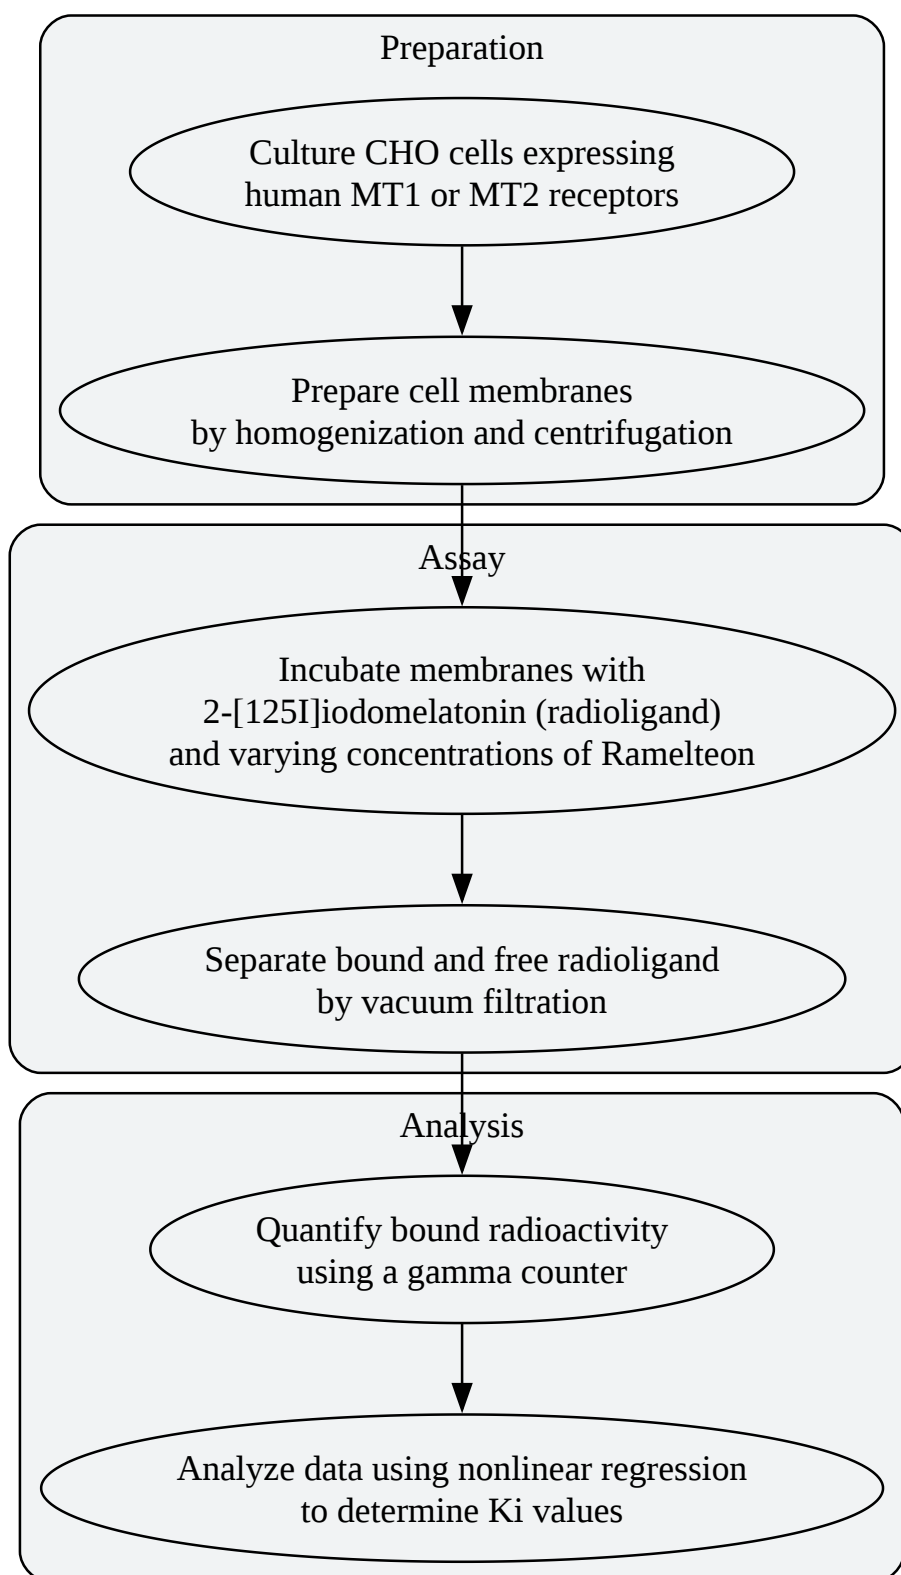 Preparation
Culture CHO cells expressing
human MT1 or MT2 receptors
Prepare cell membranes
by homogenization and centrifugation
Assay
Incubate membranes with
2-[125I]iodomelatonin (radioligand)
and varying concentrations of Ramelteon
Separate bound and free radioligand
by vacuum filtration
Analysis
Quantify bound radioactivity
using a gamma counter
Analyze data using nonlinear regression
to determine Ki values